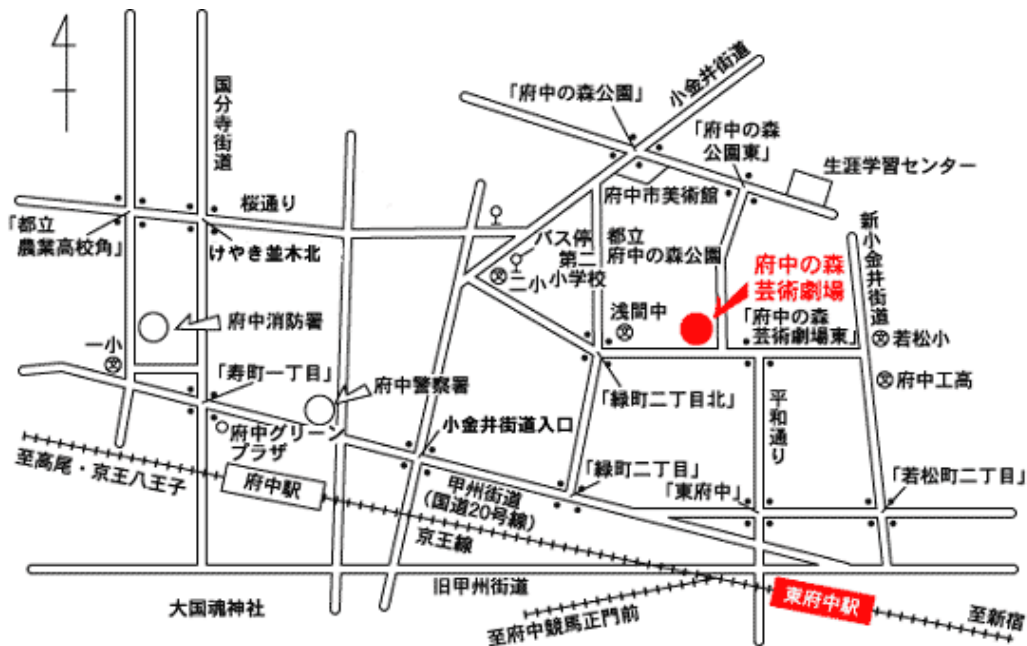 国分寺街道
小金井街道
「府中の森公園」
「府中の森
公園東」
生涯学習センター
桜通り
府中市美術館
「都立
農業高校角」
けやき並木北
バス停
第二
小学校
二小
都立
府中の森公園
新小金井街道
府中の森
芸術劇場
府中消防署
浅間中
「府中の森
芸術劇場東」
若松小
一小
「寿町一丁目」
府中警察署
「緑町二丁目北」
府中工高
平和通り
府中グリーン
プラザ
小金井街道入口
至高尾・京王八王子
府中駅
甲州街道
(国道20号線)
「緑町二丁目」
「東府中」
「若松町二丁目」
京王線
旧甲州街道
大国魂神社
至府中競馬正門前
東府中駅
至新宿